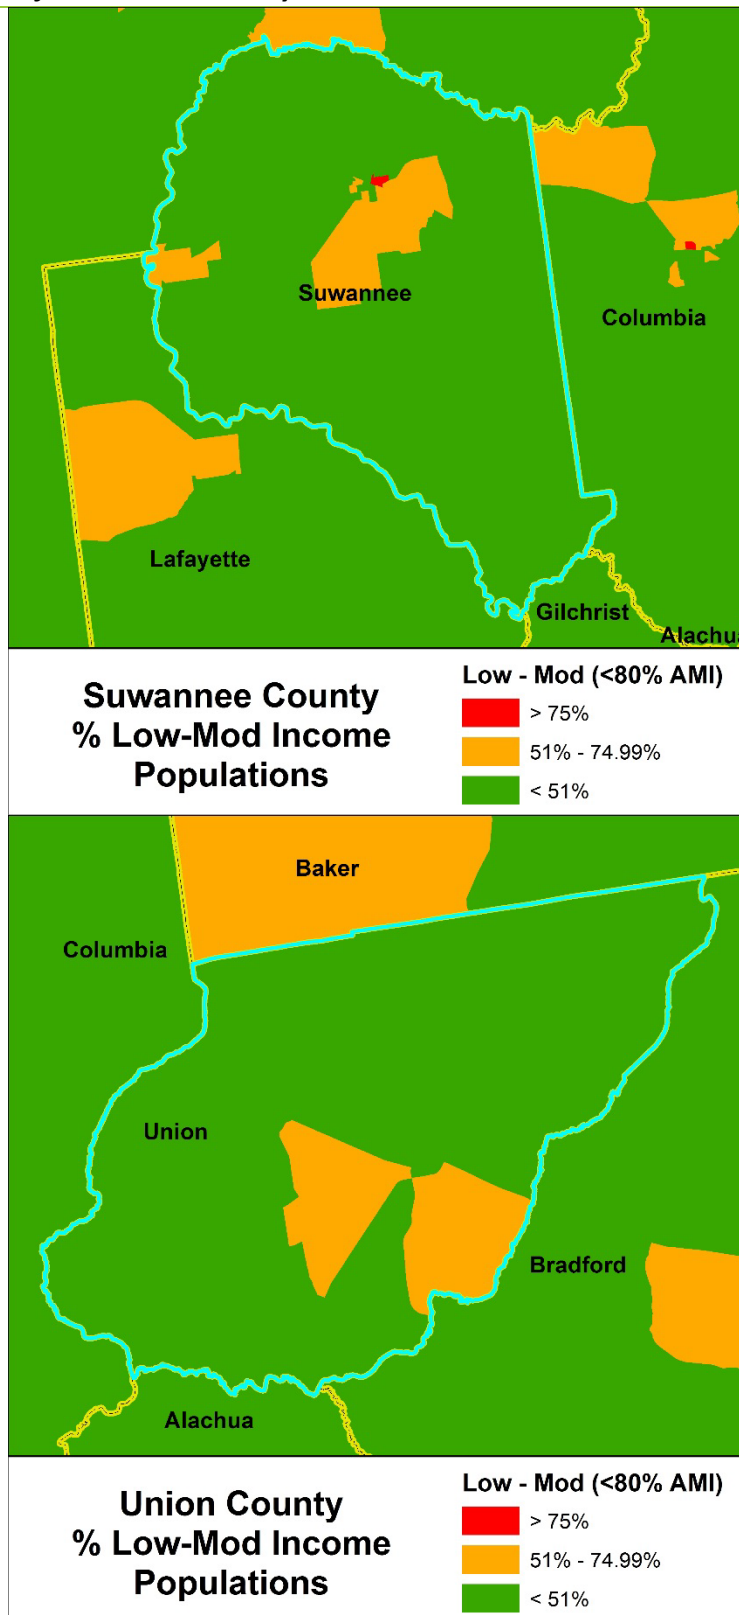 Suwannee
Columbia
Lafayette
Gilchrist
Alachua
Suwannee County
% Low-Mod Income
Populations
Low - Mod (<80% AMI)
> 75%
51% - 74.99%
< 51%
Baker
Columbia
Union
Bradford
Alachua
Union County
% Low-Mod Income
Populations
Low - Mod (<80% AMI)
> 75%
51% - 74.99%
< 51%